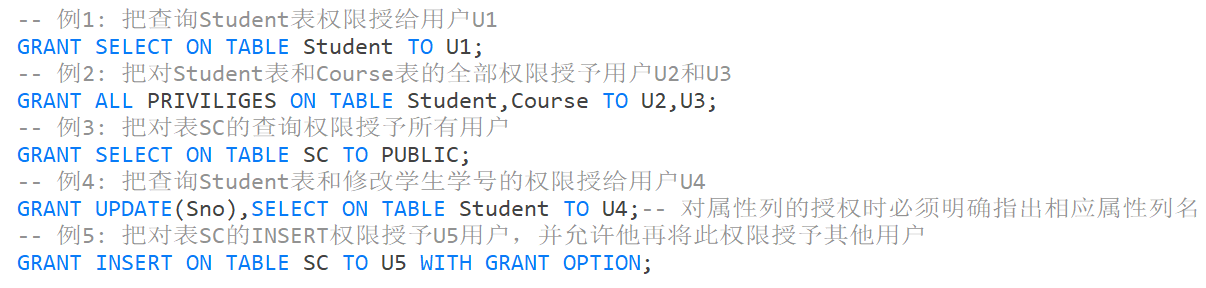 -- 例1: 把查询Student表权限授给用户U1
GRANT SELECT ON TABLE Student TO U1;
-- 例2: 把对Student表和Course表的全部权限授予用户U2和U3
GRANT ALL PRIVILIGES ON TABLE Student,Course TO U2,U3;
-- 例3: 把对表SC的查询权限授予所有用户
GRANT SELECT ON TABLE SC TO PUBLIC;
-- 例4: 把查询Student表和修改学生学号的权限授给用户U4
GRANT UPDATE(Sno),SELECT ON TABLE Student TO U4;-- 对属性列的授权时必须明确指出相应属性列名
-- 例5: 把对表SC的INSERT权限授予U5用户，并允许他再将此权限授予其他用户
GRANT INSERT ON TABLE SC TO U5 WITH GRANT OPTION;